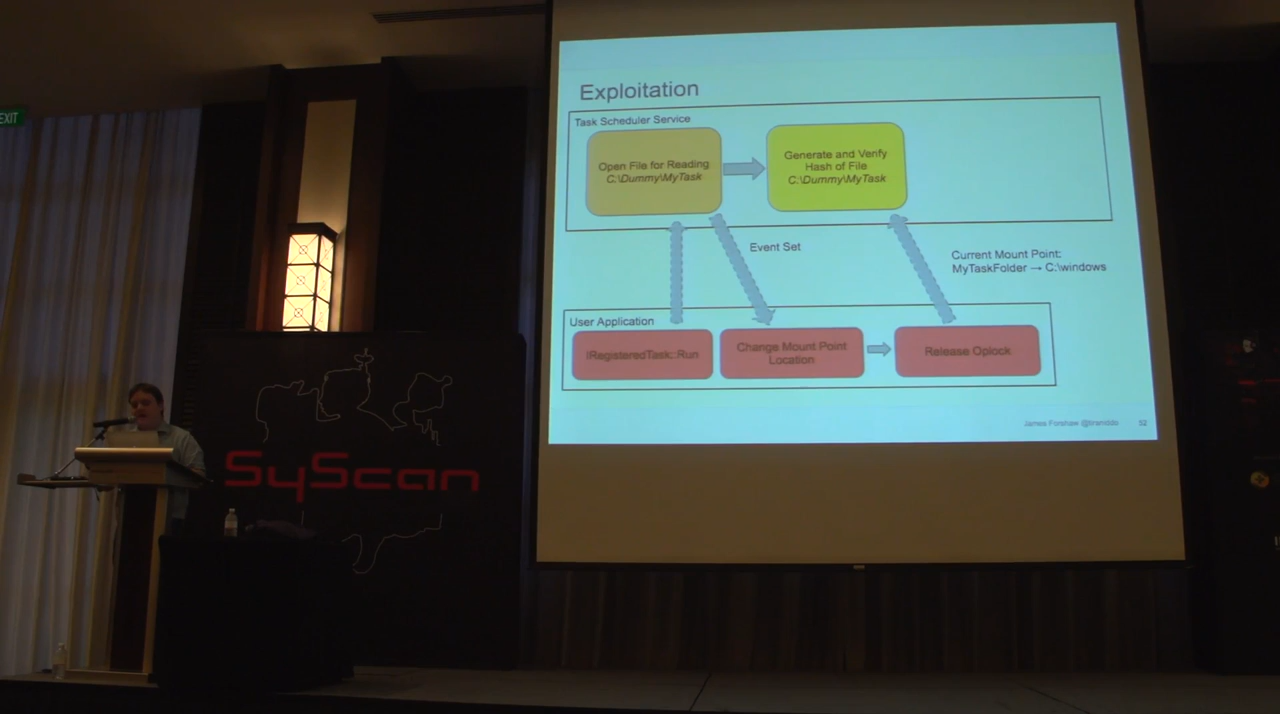 EXIT
Exploitation
Task Scheduler Service
Open File for Reading
C:\Dummy\MyTask
Generate and Verify
Hash of File
C:\Dummy\MyTask
Event Set
Current Mount Point:
MyTaskFolder → C:\windows
User Application
IRegisteredTask::Run
Change Mount Point
Location
Release Oplock
James Forshaw @tiraniddo
52
SyScan